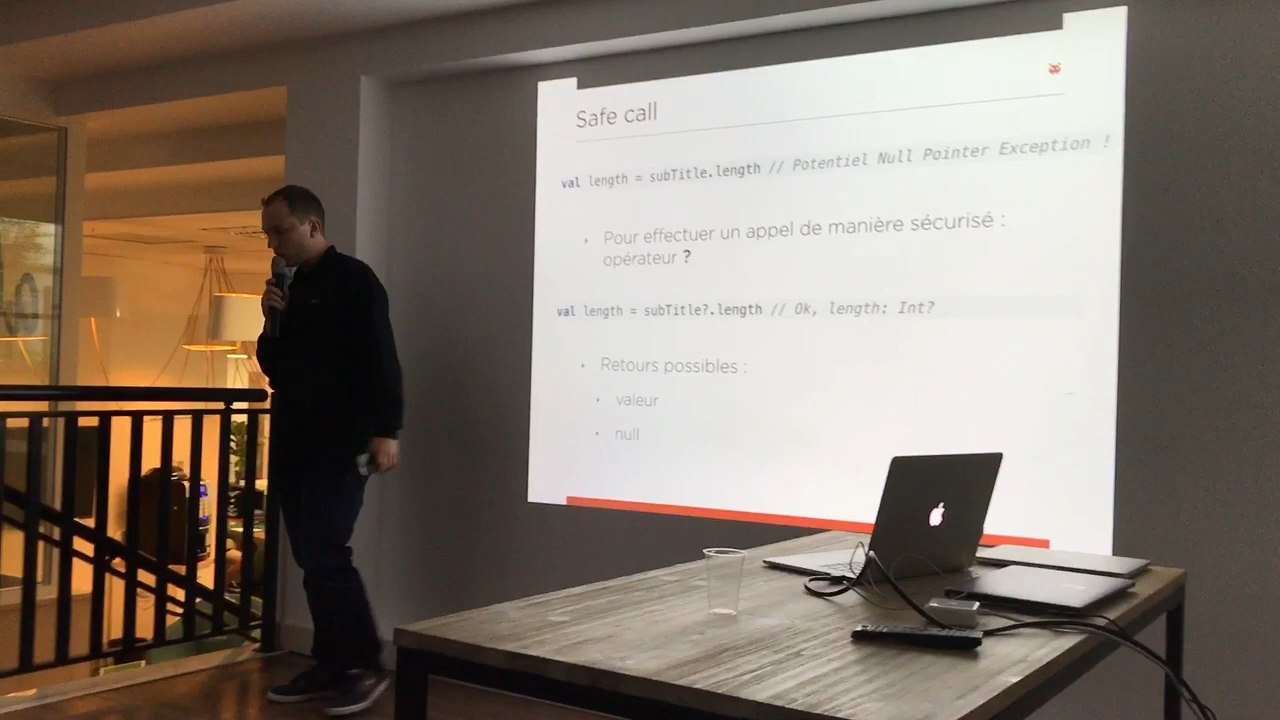 Safe call
val length = subTitle.length // Potentiel Null Pointer Exception !
• Pour effectuer un appel de manière sécurisé :
opérateur ?
val length = subTitle?.length // Ok, length: Int?
• Retours possibles :
• valeur
• null